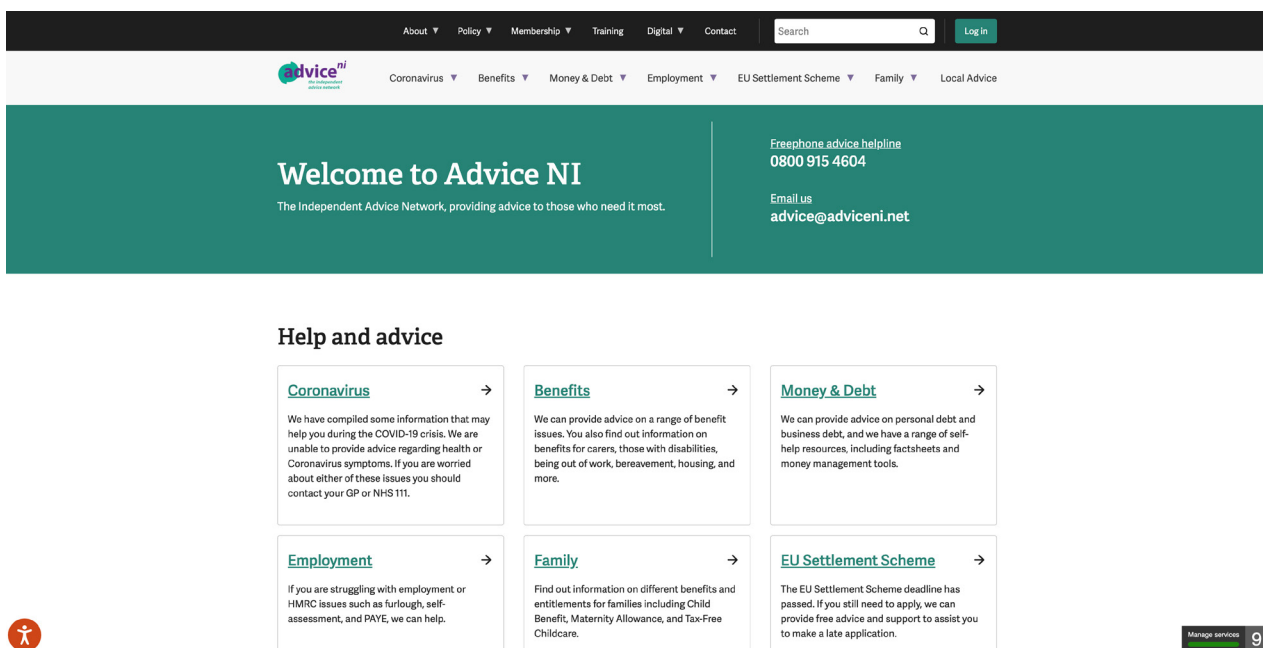 About ▼ Policy ▼ Membership ▼ Training Digital ▼ Contact Search Log in
advice ni
the independent
advice network
Coronavirus ▼ Benefits ▼ Money & Debt ▼ Employment ▼ EU Settlement Scheme ▼ Family ▼ Local Advice
Welcome to Advice NI
The Independent Advice Network, providing advice to those who need it most.
Freephone advice helpline
0800 915 4604
Email us
advice@adviceni.net
Help and advice
Coronavirus →
We have compiled some information that may
help you during the COVID-19 crisis. We are
unable to provide advice regarding health or
Coronavirus symptoms. If you are worried
about either of these issues you should
contact your GP or NHS 111.
Benefits →
We can provide advice on a range of benefit
issues. You also find out information on
benefits for carers, those with disabilities,
being out of work, bereavement, housing, and
more.
Money & Debt →
We can provide advice on personal debt and
business debt, and we have a range of self-
help resources, including factsheets and
money management tools.
Employment →
If you are struggling with employment or
HMRC issues such as furlough, self-
assessment, and PAYE, we can help.
Family →
Find out information on different benefits and
entitlements for families including Child
Benefit, Maternity Allowance, and Tax-Free
Childcare.
EU Settlement Scheme →
The EU Settlement Scheme deadline has
passed. If you still need to apply, we can
provide free advice and support to assist you
to make a late application.
Manage services 9